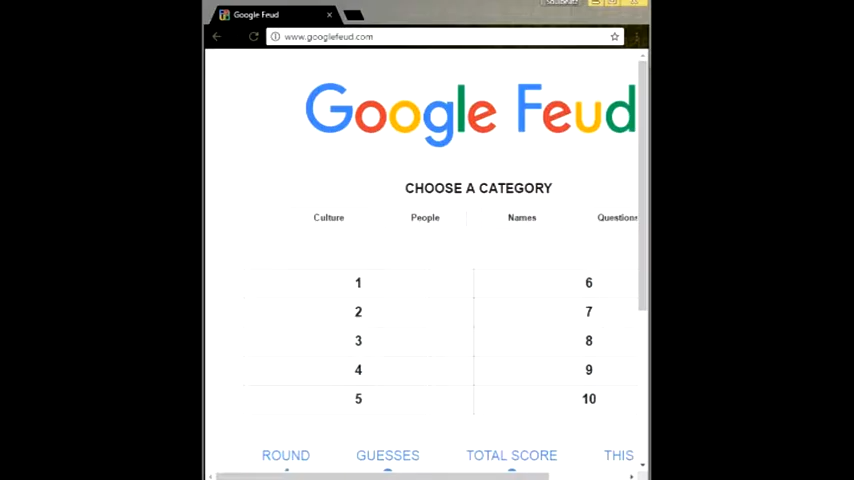 Google Feud
www.googlefeud.com
Google Feud
CHOOSE A CATEGORY
Culture People Names Questions
1 6
2 7
3 8
4 9
5 10
ROUND GUESSES TOTAL SCORE THIS